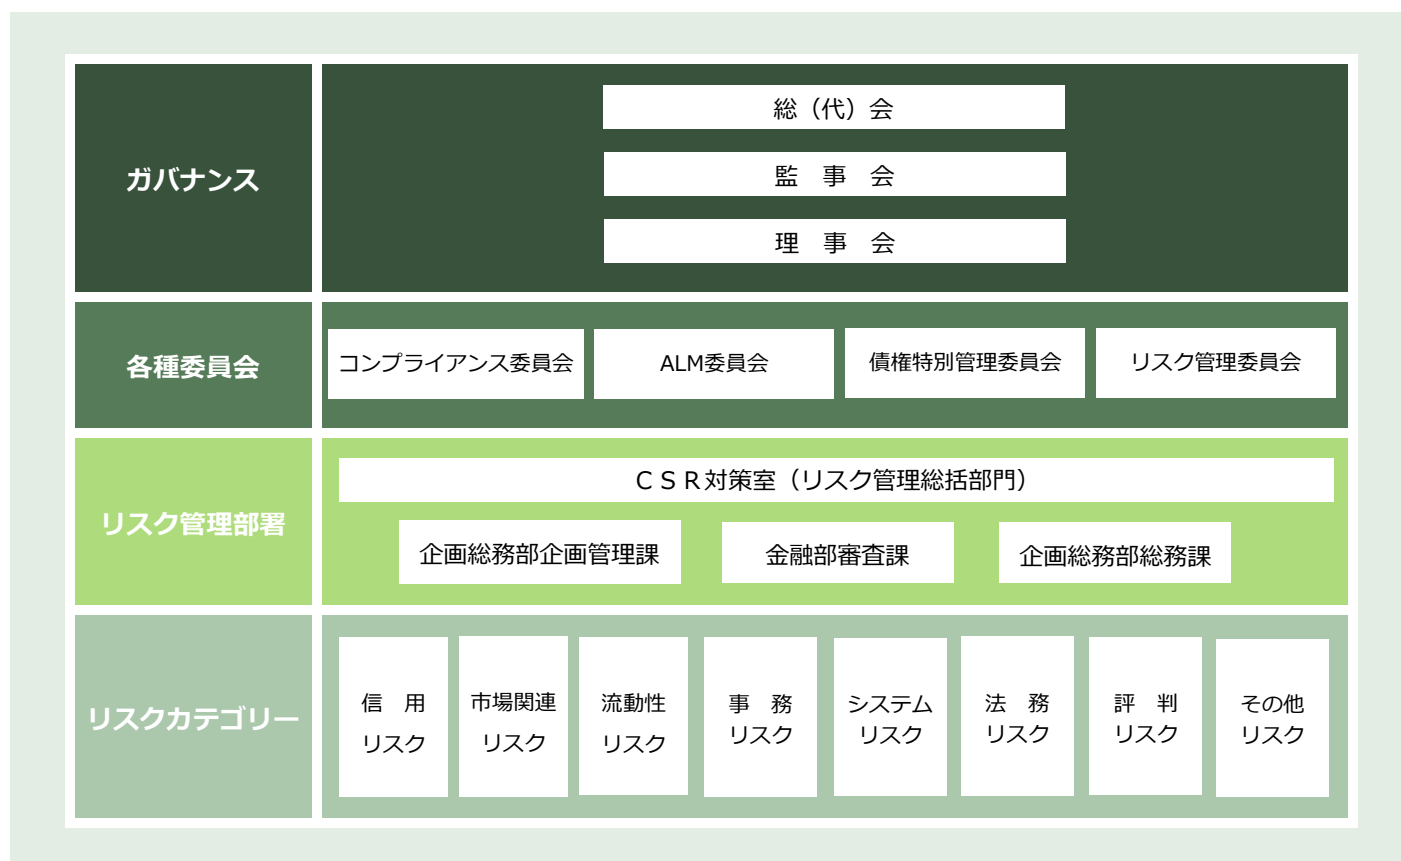 ガバナンス
総（代）会
監　事　会
理　事　会
各種委員会
コンプライアンス委員会
ALM委員会
債権特別管理委員会
リスク管理委員会
リスク管理部署
ＣＳＲ対策室（リスク管理総括部門）
企画総務部企画管理課
金融部審査課
企画総務部総務課
リスクカテゴリー
信　用
リスク
市場関連
リスク
流動性
リスク
事　務
リスク
システム
リスク
法　務
リスク
評　判
リスク
その他
リスク